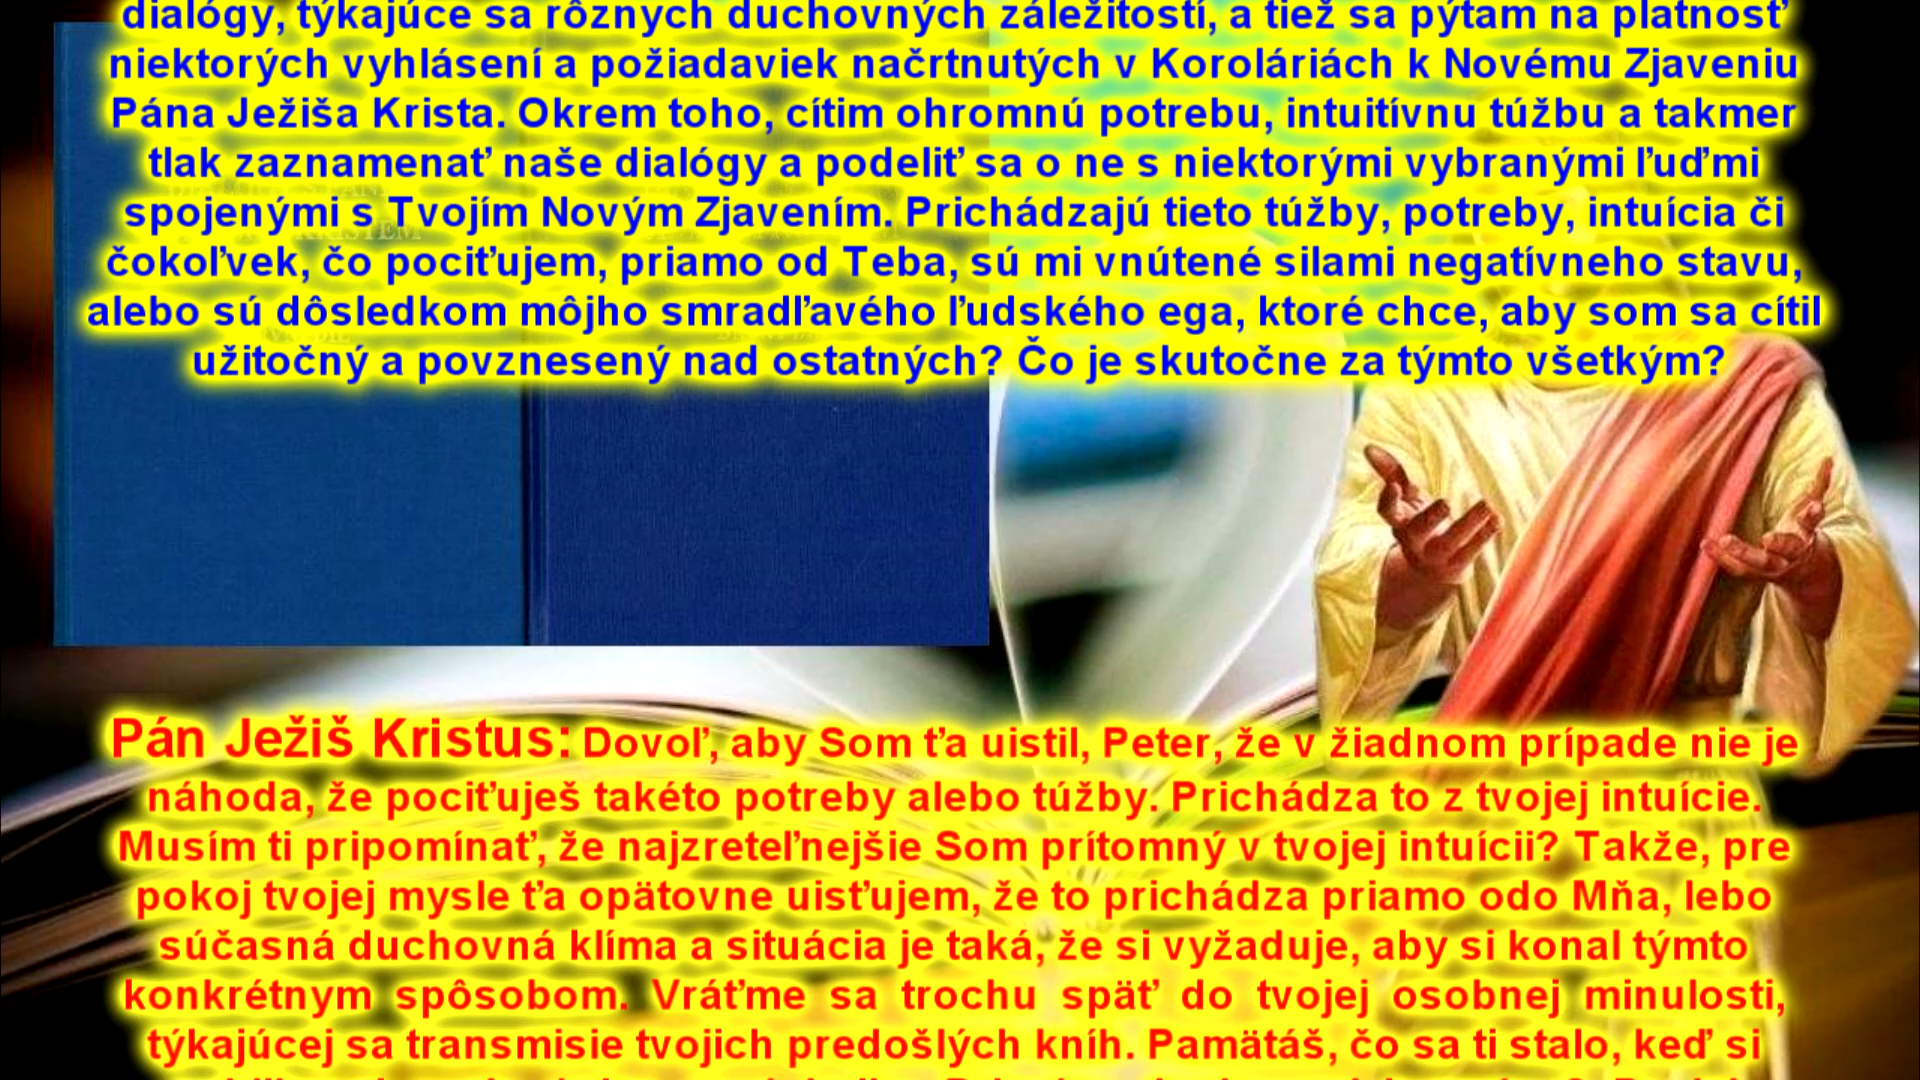 dialógy, týkajúce sa rôznych duchovných záležitostí, a tiež sa pýtam na platnosť
niektorých vyhlásení a požiadaviek načrtnutých v Koroláriách k Novému Zjaveniu
Pána Ježiša Krista. Okrem toho, cítim ohromnú potrebu, intuitívnu túžbu a takmer
tlak zaznamenať naše dialógy a podeliť sa o ne s niektorými vybranými ľuďmi
spojenými s Tvojím Novým Zjavením. Prichádzajú tieto túžby, potreby, intuícia či
čokoľvek, čo pociťujem, priamo od Teba, sú mi vnútené silami negatívneho stavu,
alebo sú dôsledkom môjho smradľavého ľudského ega, ktoré chce, aby som sa cítil
užitočný a povznesený nad ostatných? Čo je skutočne za týmto všetkým?
Pán Ježiš Kristus: Dovoľ, aby Som ťa uistil, Peter, že v žiadnom prípade nie je
náhoda, že pociťuješ takéto potreby alebo túžby. Prichádza to z tvojej intuície.
Musím ti pripomínať, že najzreteľnejšie Som prítomný v tvojej intuícii? Takže, pre
pokoj tvojej mysle ťa opätovne uisťujem, že to prichádza priamo odo Mňa, lebo
súčasná duchovná klíma a situácia je taká, že si vyžaduje, aby si konal týmto
konkrétnym spôsobom. Vráťme sa trochu späť do tvojej osobnej minulosti,
týkajúcej sa transmisie tvojich predošlých kníh. Pamätáš, čo sa ti stalo, keď si